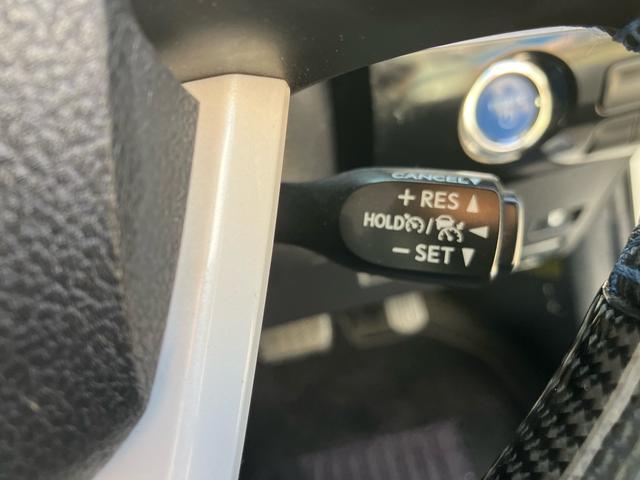 CANCEL
+ RES ▲
HOLD / ◄
− SET ▼